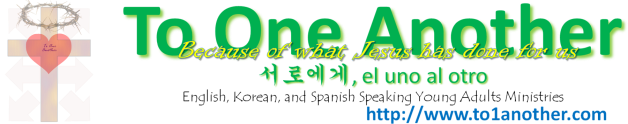 To One Another
Because of what Jesus has done for us
서로에게, el uno al otro
English, Korean, and Spanish Speaking Young Adults Ministries
http://www.to1another.com